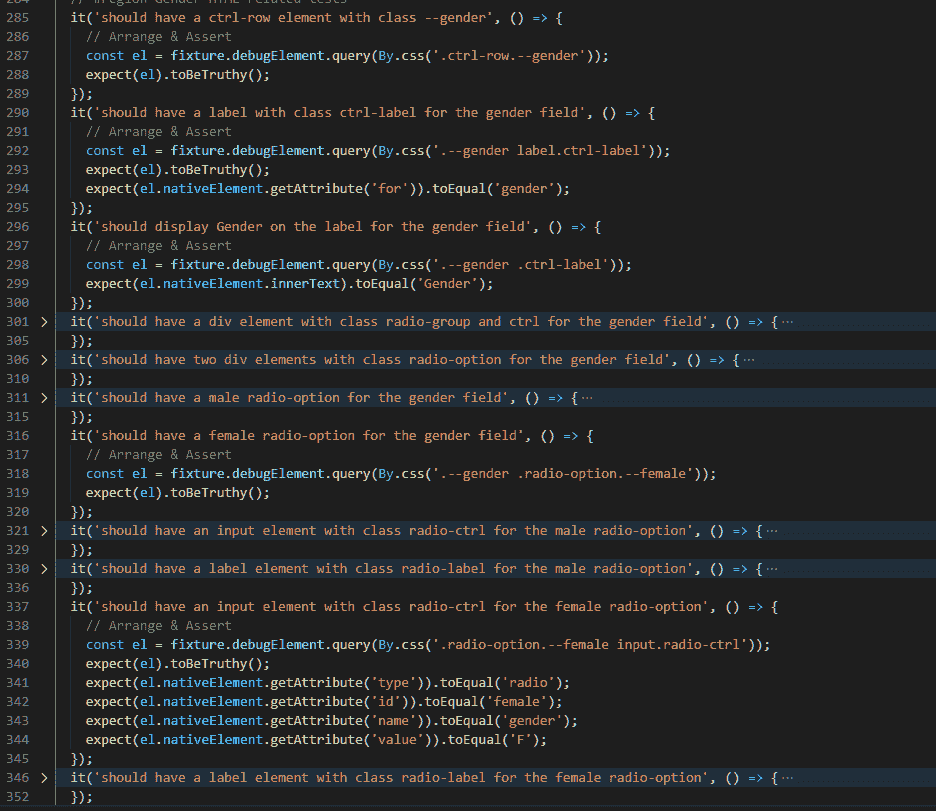 284 // #region Gender HTML related tests
285 it('should have a ctrl-row element with class --gender', () => {
286 // Arrange & Assert
287 const el = fixture.debugElement.query(By.css('.ctrl-row.--gender'));
288 expect(el).toBeTruthy();
289 });
290 it('should have a label with class ctrl-label for the gender field', () => {
291 // Arrange & Assert
292 const el = fixture.debugElement.query(By.css('.--gender label.ctrl-label'));
293 expect(el).toBeTruthy();
294 expect(el.nativeElement.getAttribute('for')).toEqual('gender');
295 });
296 it('should display Gender on the label for the gender field', () => {
297 // Arrange & Assert
298 const el = fixture.debugElement.query(By.css('.--gender .ctrl-label'));
299 expect(el.nativeElement.innerText).toEqual('Gender');
300 });
301 > it('should have a div element with class radio-group and ctrl for the gender field', () => {···
305 });
306 > it('should have two div elements with class radio-option for the gender field', () => {···
310 });
311 > it('should have a male radio-option for the gender field', () => {···
315 });
316 it('should have a female radio-option for the gender field', () => {
317 // Arrange & Assert
318 const el = fixture.debugElement.query(By.css('.--gender .radio-option.--female'));
319 expect(el).toBeTruthy();
320 });
321 > it('should have an input element with class radio-ctrl for the male radio-option', () => {···
329 });
330 > it('should have a label element with class radio-label for the male radio-option', () => {···
336 });
337 it('should have an input element with class radio-ctrl for the female radio-option', () => {
338 // Arrange & Assert
339 const el = fixture.debugElement.query(By.css('.radio-option.--female input.radio-ctrl'));
340 expect(el).toBeTruthy();
341 expect(el.nativeElement.getAttribute('type')).toEqual('radio');
342 expect(el.nativeElement.getAttribute('id')).toEqual('female');
343 expect(el.nativeElement.getAttribute('name')).toEqual('gender');
344 expect(el.nativeElement.getAttribute('value')).toEqual('F');
345 });
346 > it('should have a label element with class radio-label for the female radio-option', () => {···
352 });